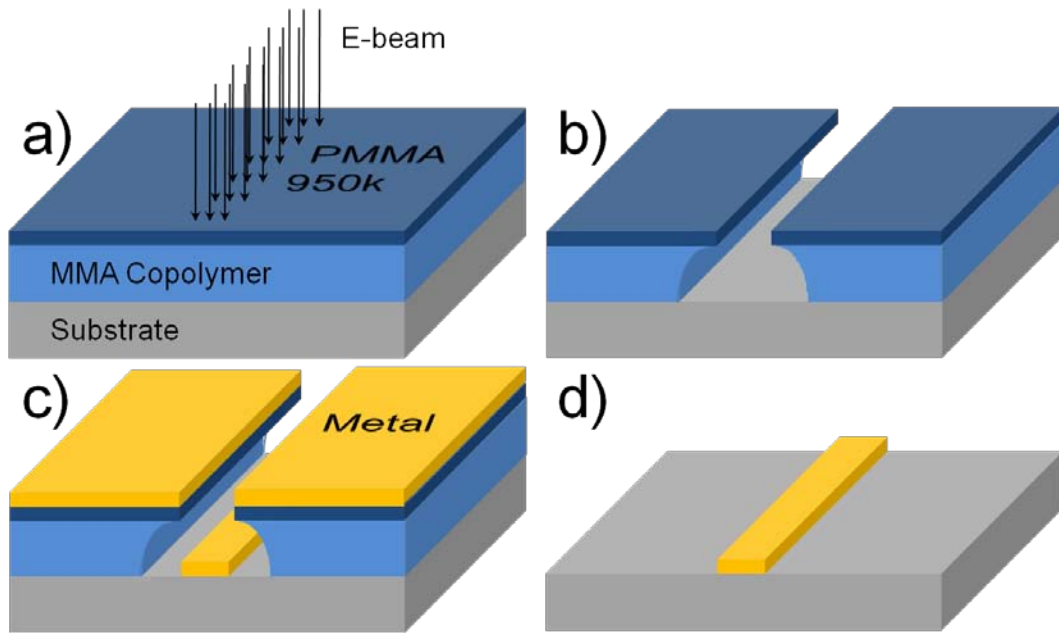 E-beam
a)
PMMA
950k
MMA Copolymer
Substrate
b)
c)
Metal
d)